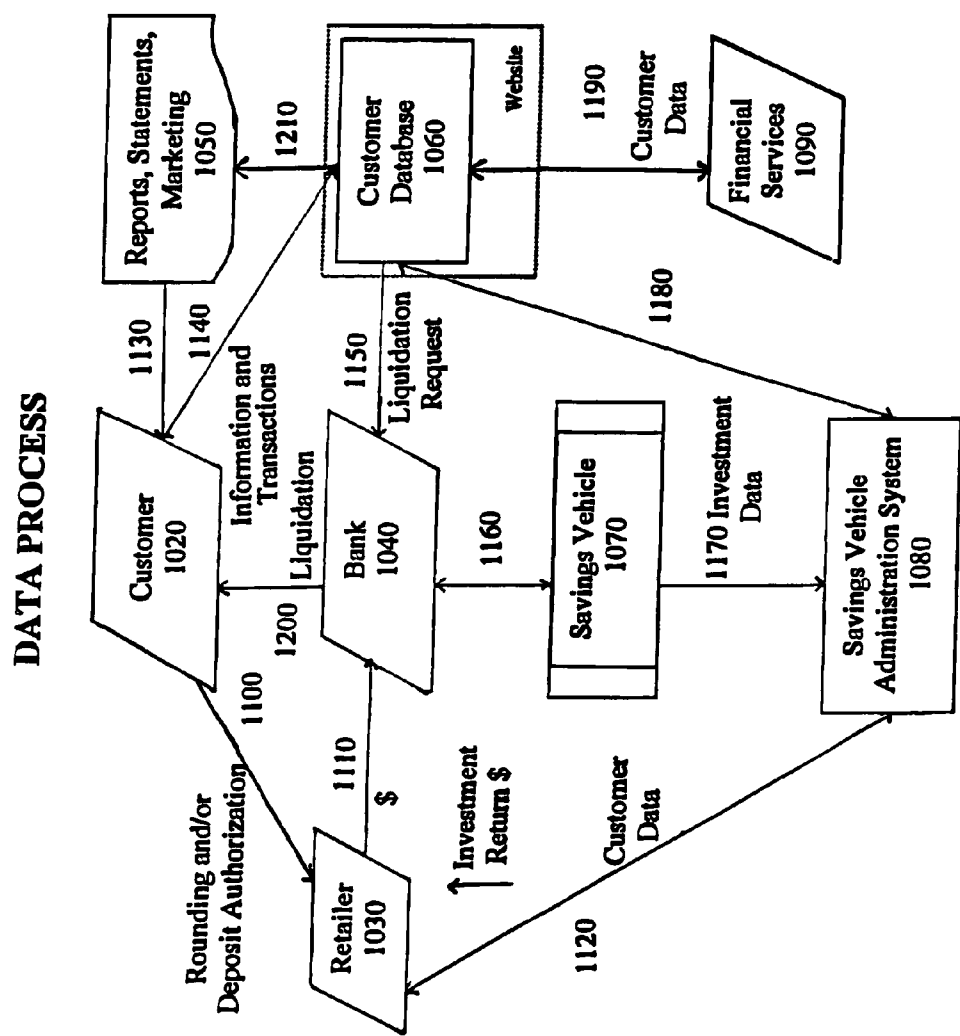 DATA PROCESS
Customer
1020
Reports, Statements,
Marketing
1050
1130
1140
1210
1100
Rounding and/or
Deposit Authorization
1200
Liquidation
Information and
Transactions
Retailer
1030
1110
$
Bank
1040
1150
Liquidation
Request
Customer
Database
1060
Website
Investment
Return $
1160
1190
Customer
Data
Savings Vehicle
1070
Financial
Services
1090
1120
Customer
Data
1170 Investment
Data
1180
Savings Vehicle
Administration System
1080